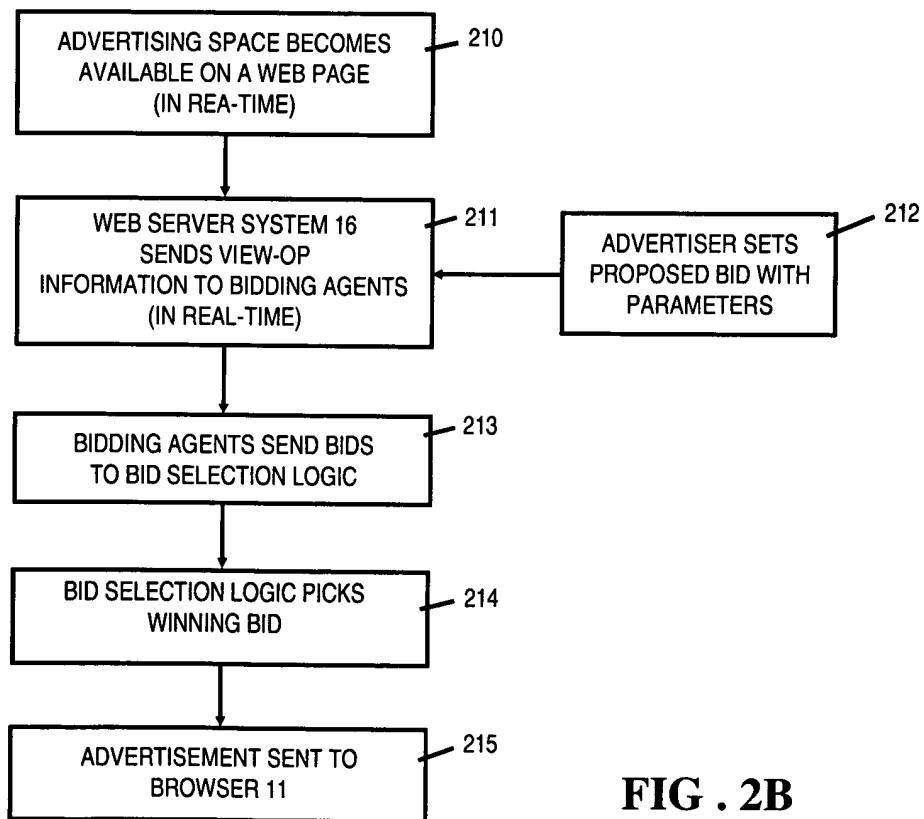 ADVERTISING SPACE BECOMES
AVAILABLE ON A WEB PAGE
(IN REA-TIME)
210
WEB SERVER SYSTEM 16
SENDS VIEW-OP
INFORMATION TO BIDDING AGENTS
(IN REAL-TIME)
211
ADVERTISER SETS
PROPOSED BID WITH
PARAMETERS
212
BIDDING AGENTS SEND BIDS
TO BID SELECTION LOGIC
213
BID SELECTION LOGIC PICKS
WINNING BID
214
ADVERTISEMENT SENT TO
BROWSER 11
215
FIG . 2B